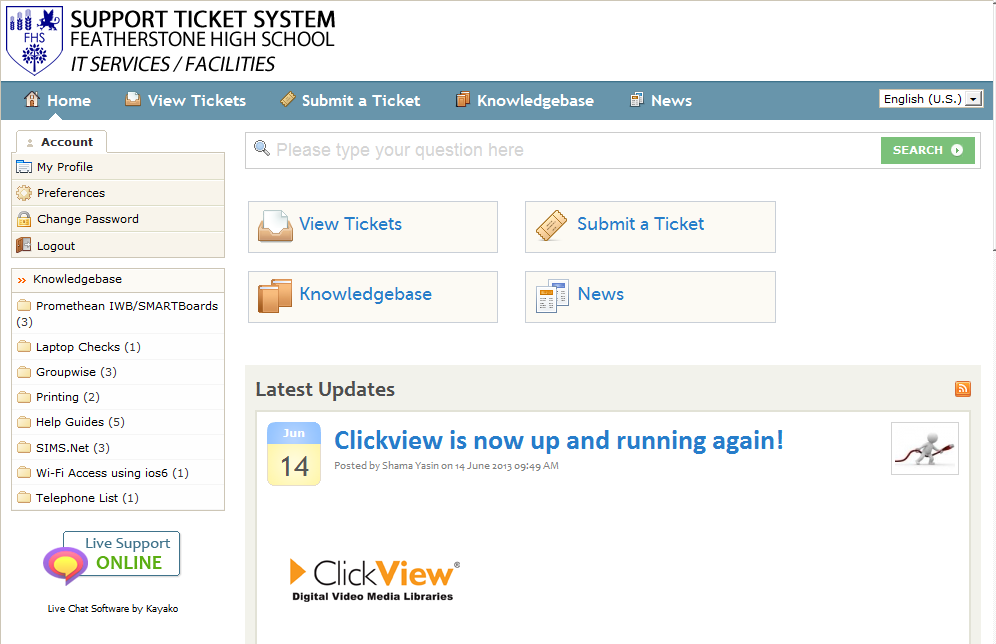 FHS
SUPPORT TICKET SYSTEM
FEATHERSTONE HIGH SCHOOL
IT SERVICES / FACILITIES
Home
View Tickets
Submit a Ticket
Knowledgebase
News
English (U.S.)
Account
My Profile
Preferences
Change Password
Logout
Knowledgebase
Promethean IWB/SMARTBoards
(3)
Laptop Checks (1)
Groupwise (3)
Printing (2)
Help Guides (5)
SIMS.Net (3)
Wi-Fi Access using ios6 (1)
Telephone List (1)
Live Support
ONLINE
Live Chat Software by Kayako
Please type your question here
SEARCH
View Tickets
Submit a Ticket
Knowledgebase
News
Latest Updates
Jun
14
Clickview is now up and running again!
Posted by Shama Yasin on 14 June 2013 09:49 AM
ClickView®
Digital Video Media Libraries